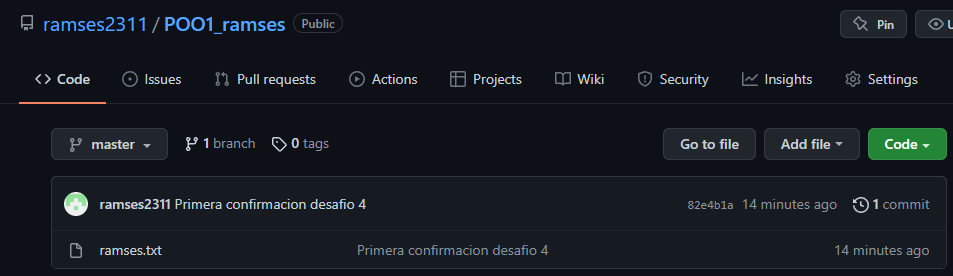 ramses2311 / POO1_ramses Public Pin
Code Issues Pull requests Actions Projects Wiki Security Insights Settings
master 1 branch 0 tags Go to file Add file Code
ramses2311 Primera confirmacion desafio 4 82e4b1a 14 minutes ago 1 commit
ramses.txt Primera confirmacion desafio 4 14 minutes ago